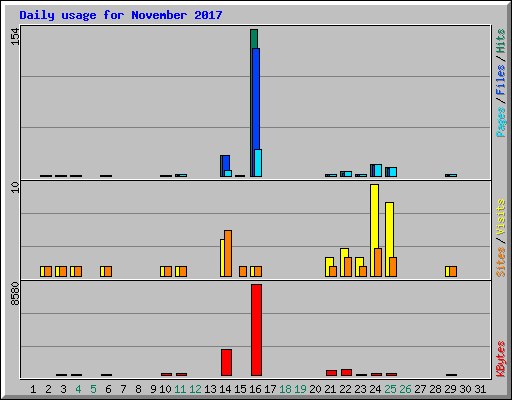 Daily usage for November 2017
154
Pages/Files/Hits
10
Sites/Visits
8580
KBytes
1 2 3 4 5 6 7 8 9 10 11 12 13 14 15 16 17 18 19 20 21 22 23 24 25 26 27 28 29 30 31